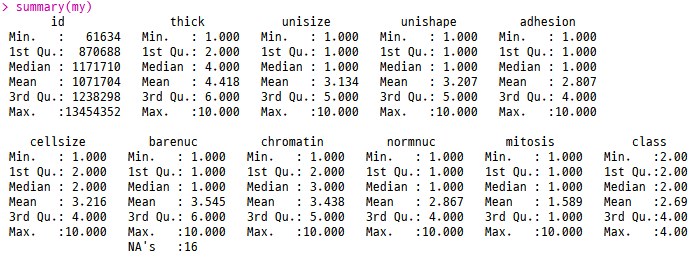 > summary(my)
id thick unisize unishape adhesion
Min. : 61634 Min. : 1.000 Min. : 1.000 Min. : 1.000 Min. : 1.000
1st Qu.: 870688 1st Qu.: 2.000 1st Qu.: 1.000 1st Qu.: 1.000 1st Qu.: 1.000
Median : 1171710 Median : 4.000 Median : 1.000 Median : 1.000 Median : 1.000
Mean : 1071704 Mean : 4.418 Mean : 3.134 Mean : 3.207 Mean : 2.807
3rd Qu.: 1238298 3rd Qu.: 6.000 3rd Qu.: 5.000 3rd Qu.: 5.000 3rd Qu.: 4.000
Max. :13454352 Max. :10.000 Max. :10.000 Max. :10.000 Max. :10.000
cellsize barenuc chromatin normnuc mitosis class
Min. : 1.000 Min. : 1.000 Min. : 1.000 Min. : 1.000 Min. : 1.000 Min. :2.00
1st Qu.: 2.000 1st Qu.: 1.000 1st Qu.: 2.000 1st Qu.: 1.000 1st Qu.: 1.000 1st Qu.:2.00
Median : 2.000 Median : 1.000 Median : 3.000 Median : 1.000 Median : 1.000 Median :2.00
Mean : 3.216 Mean : 3.545 Mean : 3.438 Mean : 2.867 Mean : 1.589 Mean :2.69
3rd Qu.: 4.000 3rd Qu.: 6.000 3rd Qu.: 5.000 3rd Qu.: 4.000 3rd Qu.: 1.000 3rd Qu.:4.00
Max. :10.000 Max. :10.000 Max. :10.000 Max. :10.000 Max. :10.000 Max. :4.00
NA's :16